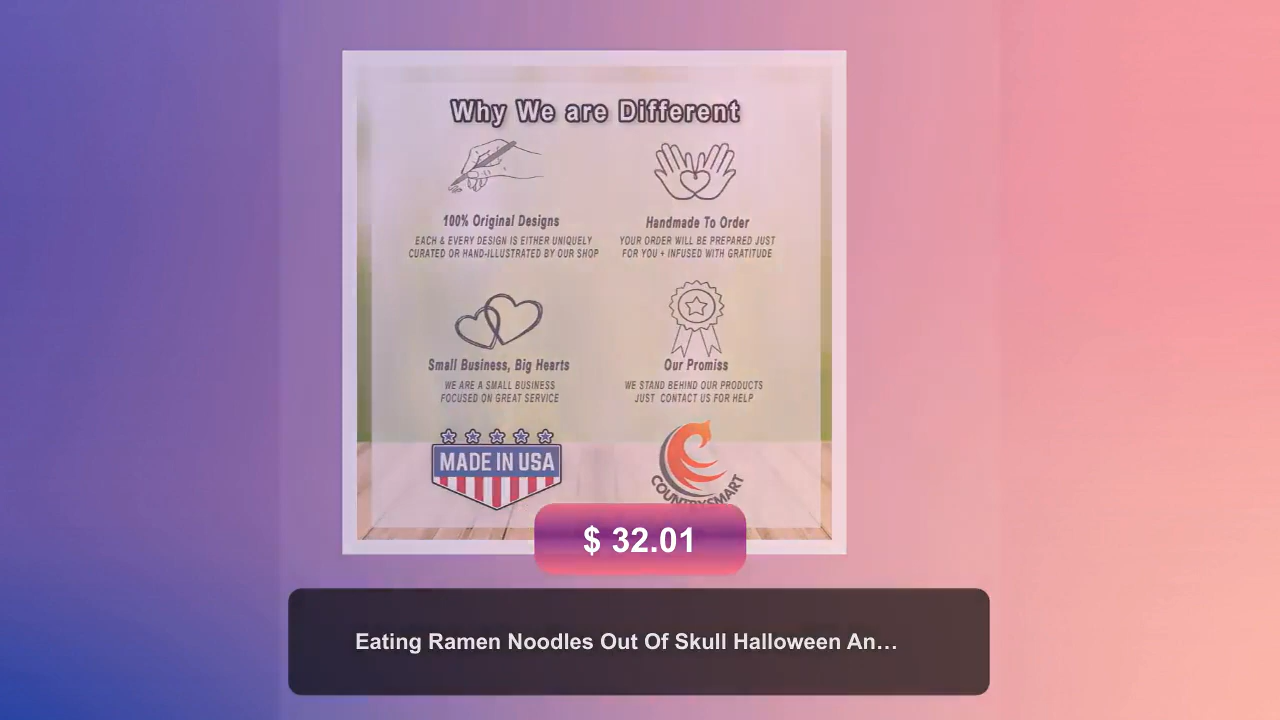 Why We are Different
100% Original Designs
EACH & EVERY DESIGN IS EITHER UNIQUELY
CURATED OR HAND-ILLUSTRATED BY OUR SHOP
Handmade To Order
YOUR ORDER WILL BE PREPARED JUST
FOR YOU + INFUSED WITH GRATITUDE
Small Business, Big Hearts
WE ARE A SMALL BUSINESS
FOCUSED ON GREAT SERVICE
Our Promiss
WE STAND BEHIND OUR PRODUCTS
JUST CONTACT US FOR HELP
MADE IN USA
COUNTRYSMART
$ 32.01
Eating Ramen Noodles Out Of Skull Halloween An...